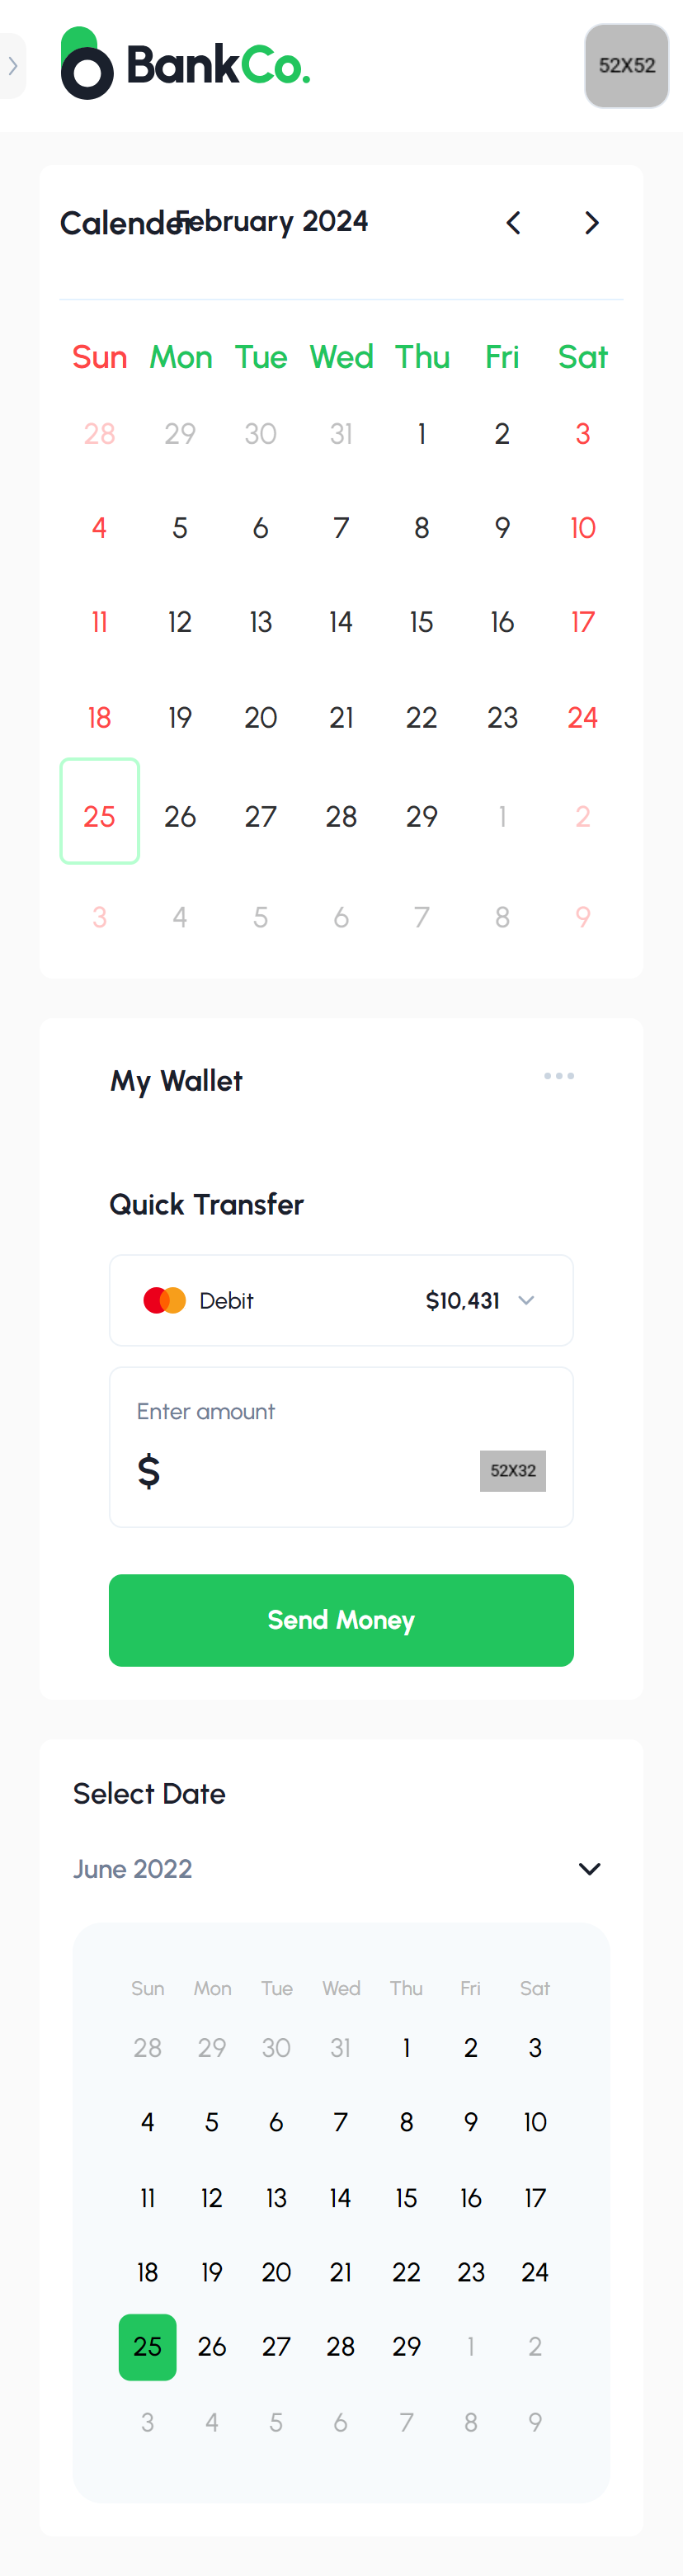 BankCo.
52X52
Calender February 2024
Sun Mon Tue Wed Thu Fri Sat
28 29 30 31 1 2 3
4 5 6 7 8 9 10
11 12 13 14 15 16 17
18 19 20 21 22 23 24
25 26 27 28 29 1 2
3 4 5 6 7 8 9
My Wallet
Quick Transfer
Debit $10,431
Enter amount
$ 52X32
Send Money
Select Date
June 2022
Sun Mon Tue Wed Thu Fri Sat
28 29 30 31 1 2 3
4 5 6 7 8 9 10
11 12 13 14 15 16 17
18 19 20 21 22 23 24
25 26 27 28 29 1 2
3 4 5 6 7 8 9